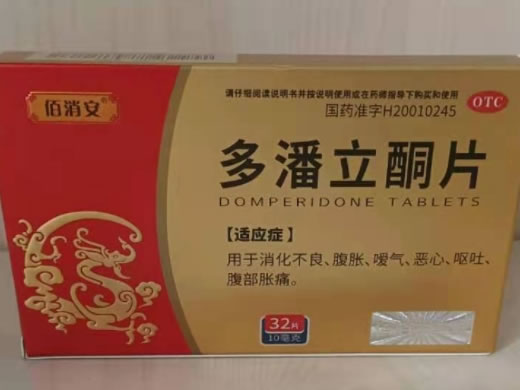 佰消安
请仔细阅读说明书并按说明使用或在药师指导下购买和使用
OTC
国药准字H20010245
多潘立酮片
DOMPERIDONE TABLETS
【适应症】
用于消化不良、腹胀、嗳气、恶心、呕吐、
腹部胀痛。
32片
10毫克